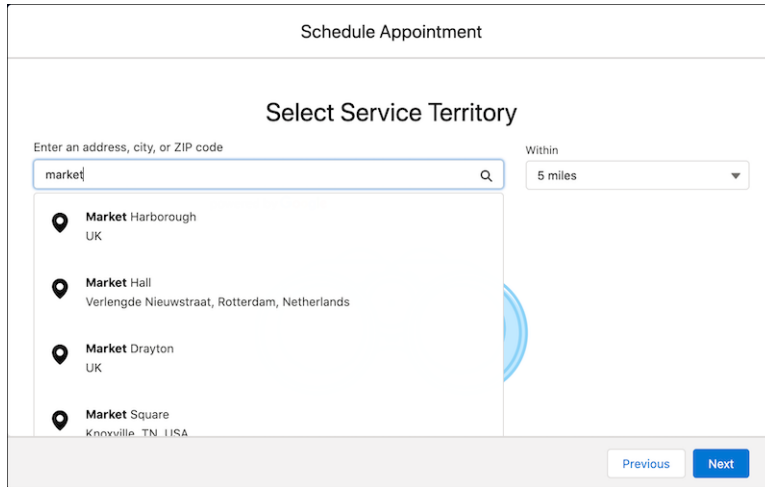 Schedule Appointment
Select Service Territory
Enter an address, city, or ZIP code
market
Within
5 miles
Market Harborough
UK
Market Hall
Verlengde Nieuwstraat, Rotterdam, Netherlands
Market Drayton
UK
Market Square
Knoxville, TN, USA
Previous
Next